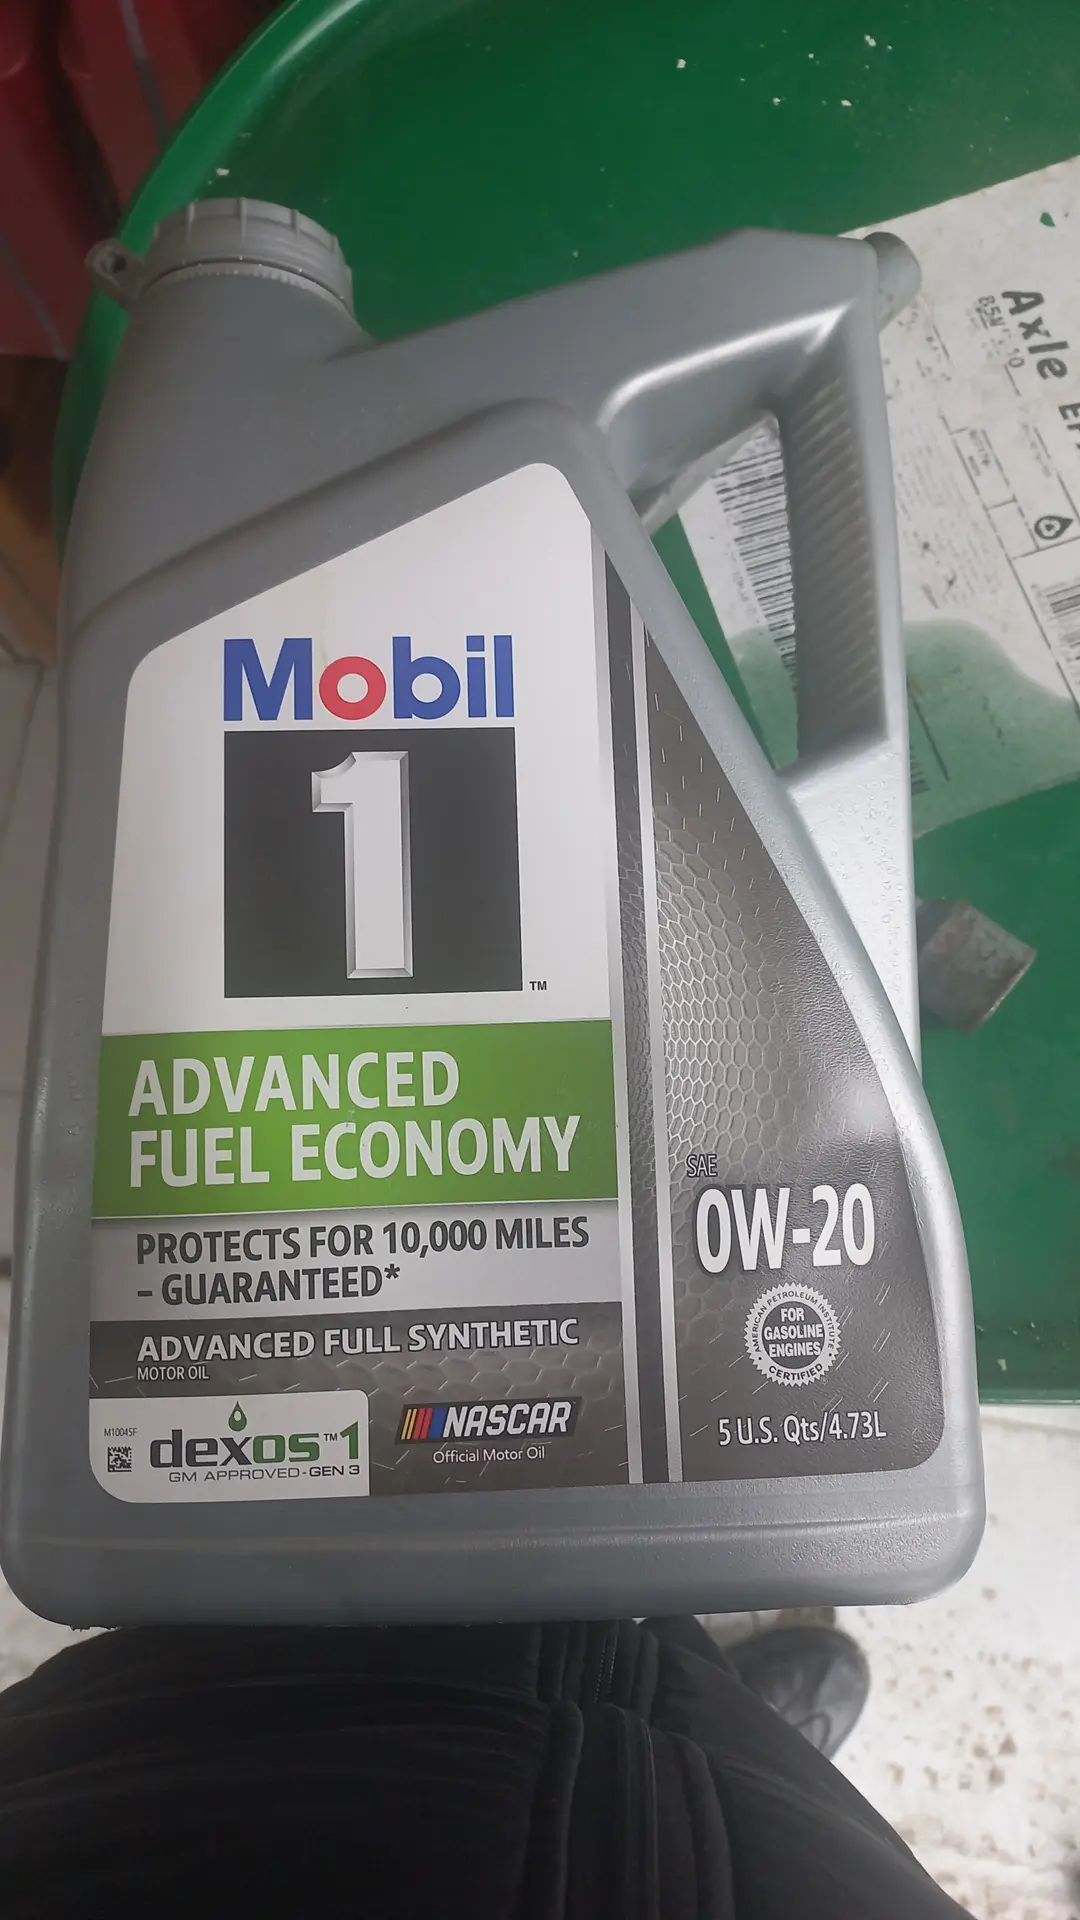 Mobil
1
™
ADVANCED
FUEL ECONOMY
PROTECTS FOR 10,000 MILES
– GUARANTEED*
ADVANCED FULL SYNTHETIC
MOTOR OIL
M10045F
dexos™1
GM APPROVED-GEN 3
NASCAR
Official Motor Oil
SAE
0W-20
AMERICAN PETROLEUM INSTITUTE
FOR
GASOLINE
ENGINES
CERTIFIED
5 U.S. Qts/4.73L
Axle